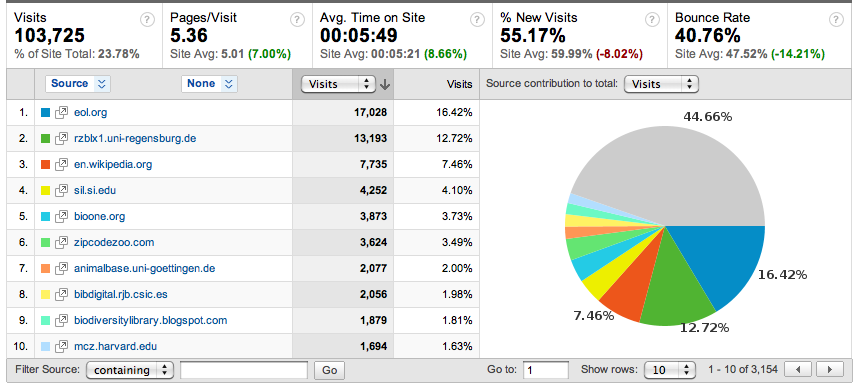 Visits ? Pages/Visit ? Avg. Time on Site ? % New Visits ? Bounce Rate ?
103,725 5.36 00:05:49 55.17% 40.76%
% of Site Total: 23.78% Site Avg: 5.01 (7.00%) Site Avg: 00:05:21 (8.66%) Site Avg: 59.99% (-8.02%) Site Avg: 47.52% (-14.21%)
Source None Visits Visits Source contribution to total: Visits
1. eol.org 17,028 16.42%
2. rzblx1.uni-regensburg.de 13,193 12.72%
3. en.wikipedia.org 7,735 7.46%
4. sil.si.edu 4,252 4.10%
5. bioone.org 3,873 3.73%
6. zipcodezoo.com 3,624 3.49%
7. animalbase.uni-goettingen.de 2,077 2.00%
8. bibdigital.rjb.csic.es 2,056 1.98%
9. biodiversitylibrary.blogspot.com 1,879 1.81%
10. mcz.harvard.edu 1,694 1.63%
44.66%
16.42%
7.46%
12.72%
Filter Source: containing Go Go to: 1 Show rows: 10 1 - 10 of 3,154